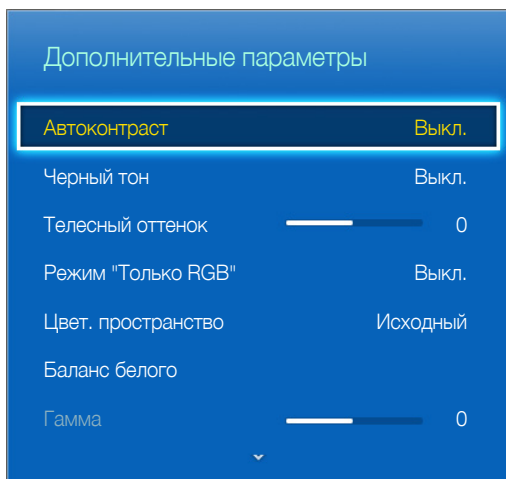 Дополнительные параметры
Автоконтраст Выкл.
Черный тон Выкл.
Телесный оттенок 0
Режим "Только RGB" Выкл.
Цвет. пространство Исходный
Баланс белого
Гамма 0